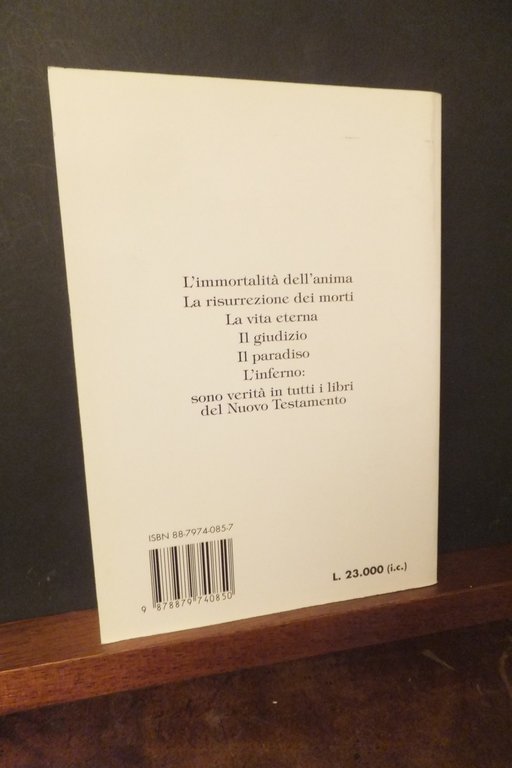 L'immortalità dell'anima
La risurrezione dei morti
La vita eterna
Il giudizio
Il paradiso
L'inferno:
sono verità in tutti i libri
del Nuovo Testamento
ISBN 88-7974-085-7
9 788879 740850
L. 23.000 (i.c.)